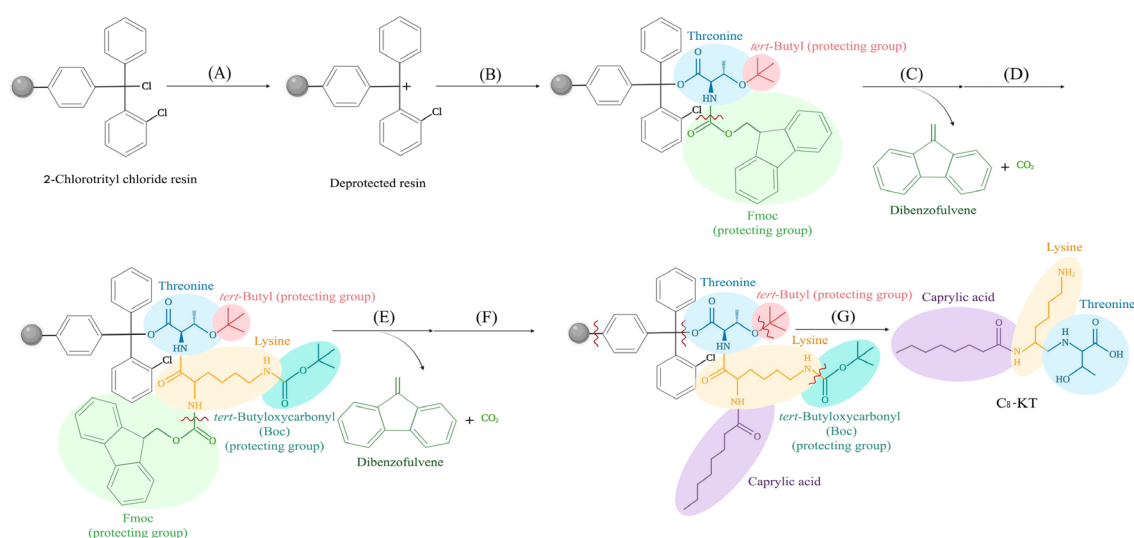 (A)
(B)
(C)
(D)
Cl
Cl
2-Chlorotrityl chloride resin
+
Cl
Deprotected resin
Threonine
tert-Butyl (protecting group)
O
O
O
HN
Cl
O
O
Fmoc
(protecting group)
+ CO2
Dibenzofulvene
(E)
(F)
Threonine
tert-Butyl (protecting group)
O
O
O
HN
Cl
Lysine
O
H
N
O
O
NH
O
O
tert-Butyloxycarbonyl
(Boc)
(protecting group)
Fmoc
(protecting group)
+ CO2
Dibenzofulvene
(G)
Threonine
tert-Butyl (protecting group)
O
O
O
HN
Cl
Lysine
O
H
N
O
O
NH
O
tert-Butyloxycarbonyl
(Boc)
(protecting group)
Caprylic acid
Lysine
NH2
Caprylic acid
Threonine
O
N
H
H
N
O
OH
HO
C8-KT